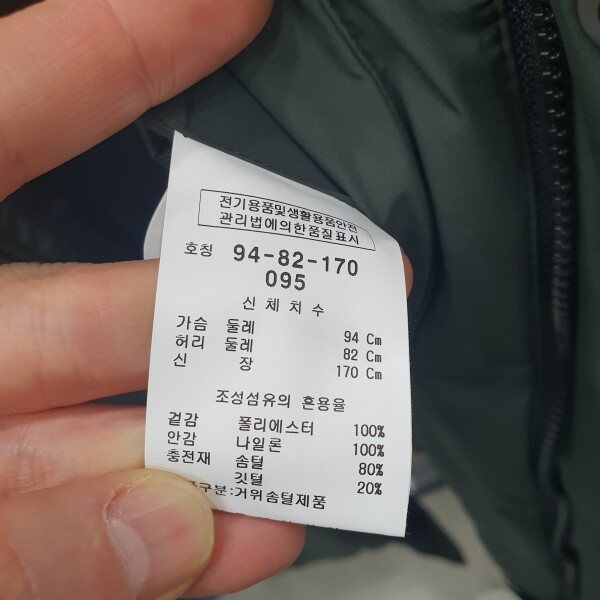 전기용품및생활용품안전
관리법에의한품질표시
호칭 94-82-170
095
신체치수
가슴 둘레 94 Cm
허리 둘레 82 Cm
신 장 170 Cm
조성섬유의 혼용율
겉감 폴리에스터 100%
안감 나일론 100%
충전재 솜털 80%
깃털 20%
구분:거위솜털제품